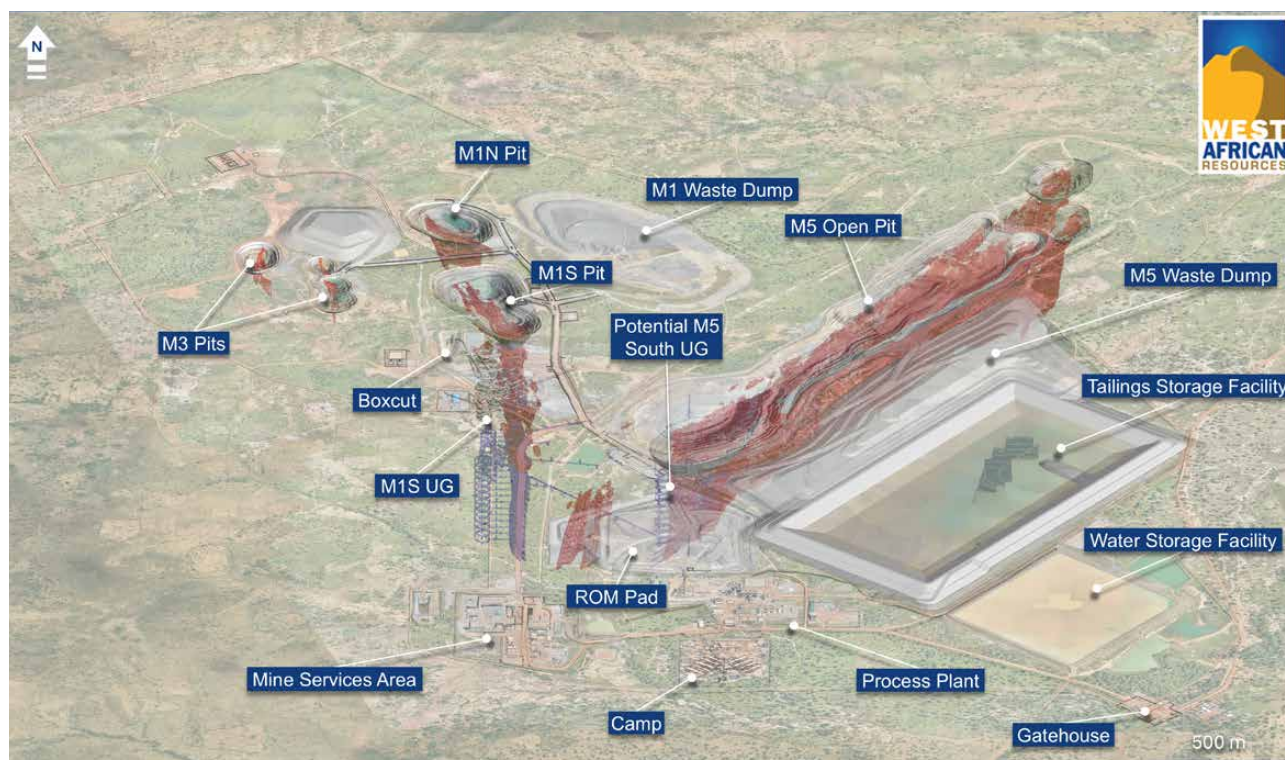 N
WEST
AFRICAN
RESOURCES
M1N Pit
M1 Waste Dump
M5 Open Pit
M1S Pit
M5 Waste Dump
Potential M5
South UG
M3 Pits
Tailings Storage Facility
Boxcut
M1S UG
Water Storage Facility
ROM Pad
Mine Services Area
Process Plant
Camp
Gatehouse
500 m